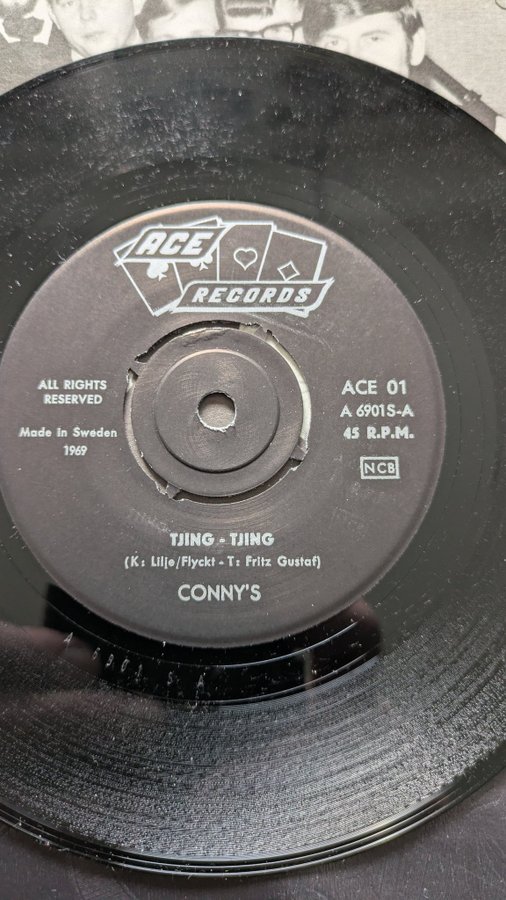 ACE
RECORDS
ALL RIGHTS
RESERVED
Made In Sweden
1969
ACE 01
A 6901S-A
45 R.P.M.
NCB
TJING - TJING
(K: Lilje/Flyckt - T: Fritz Gustaf)
CONNY'S
A 6901 S A